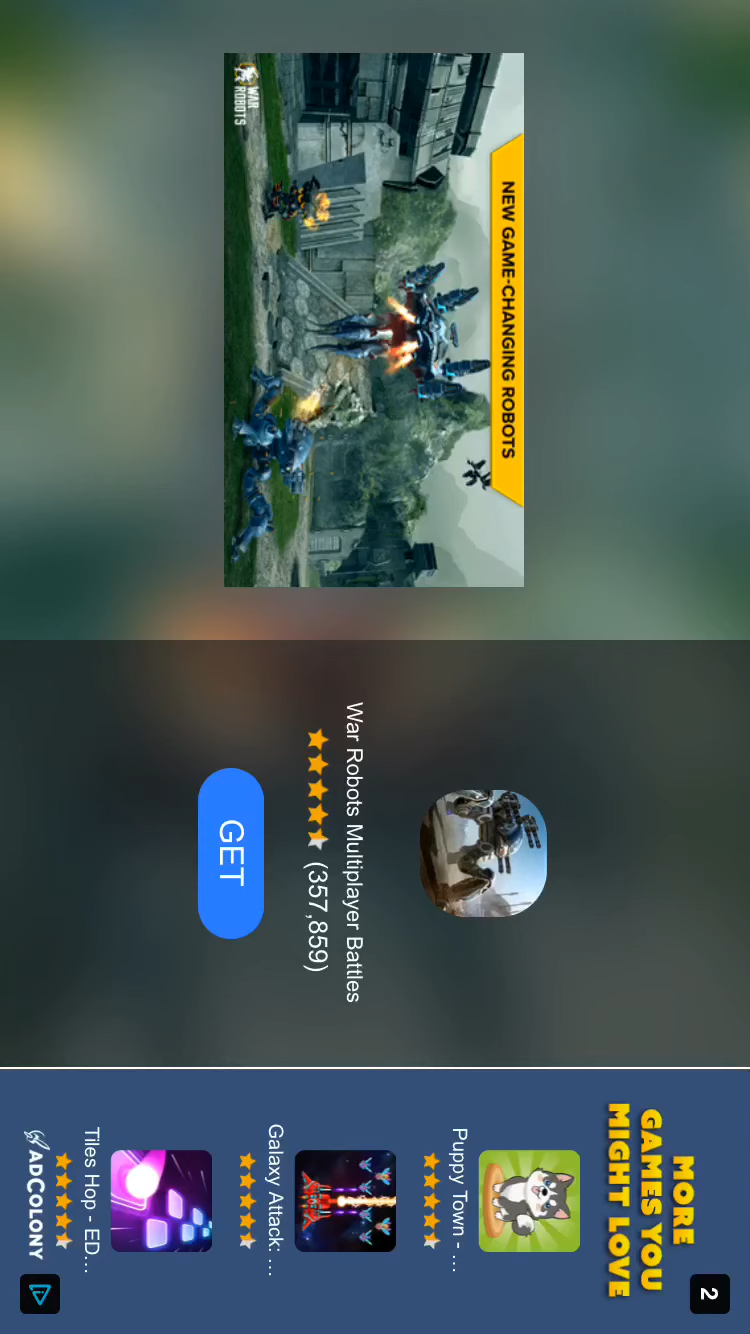 NEW GAME-CHANGING ROBOTS
WAR
ROBOTS
War Robots Multiplayer Battles
(357,859)
GET
2
MORE
GAMES YOU
MIGHT LOVE
Puppy Town - ...
Galaxy Attack: ...
Tiles Hop - ED...
ADCOLONY